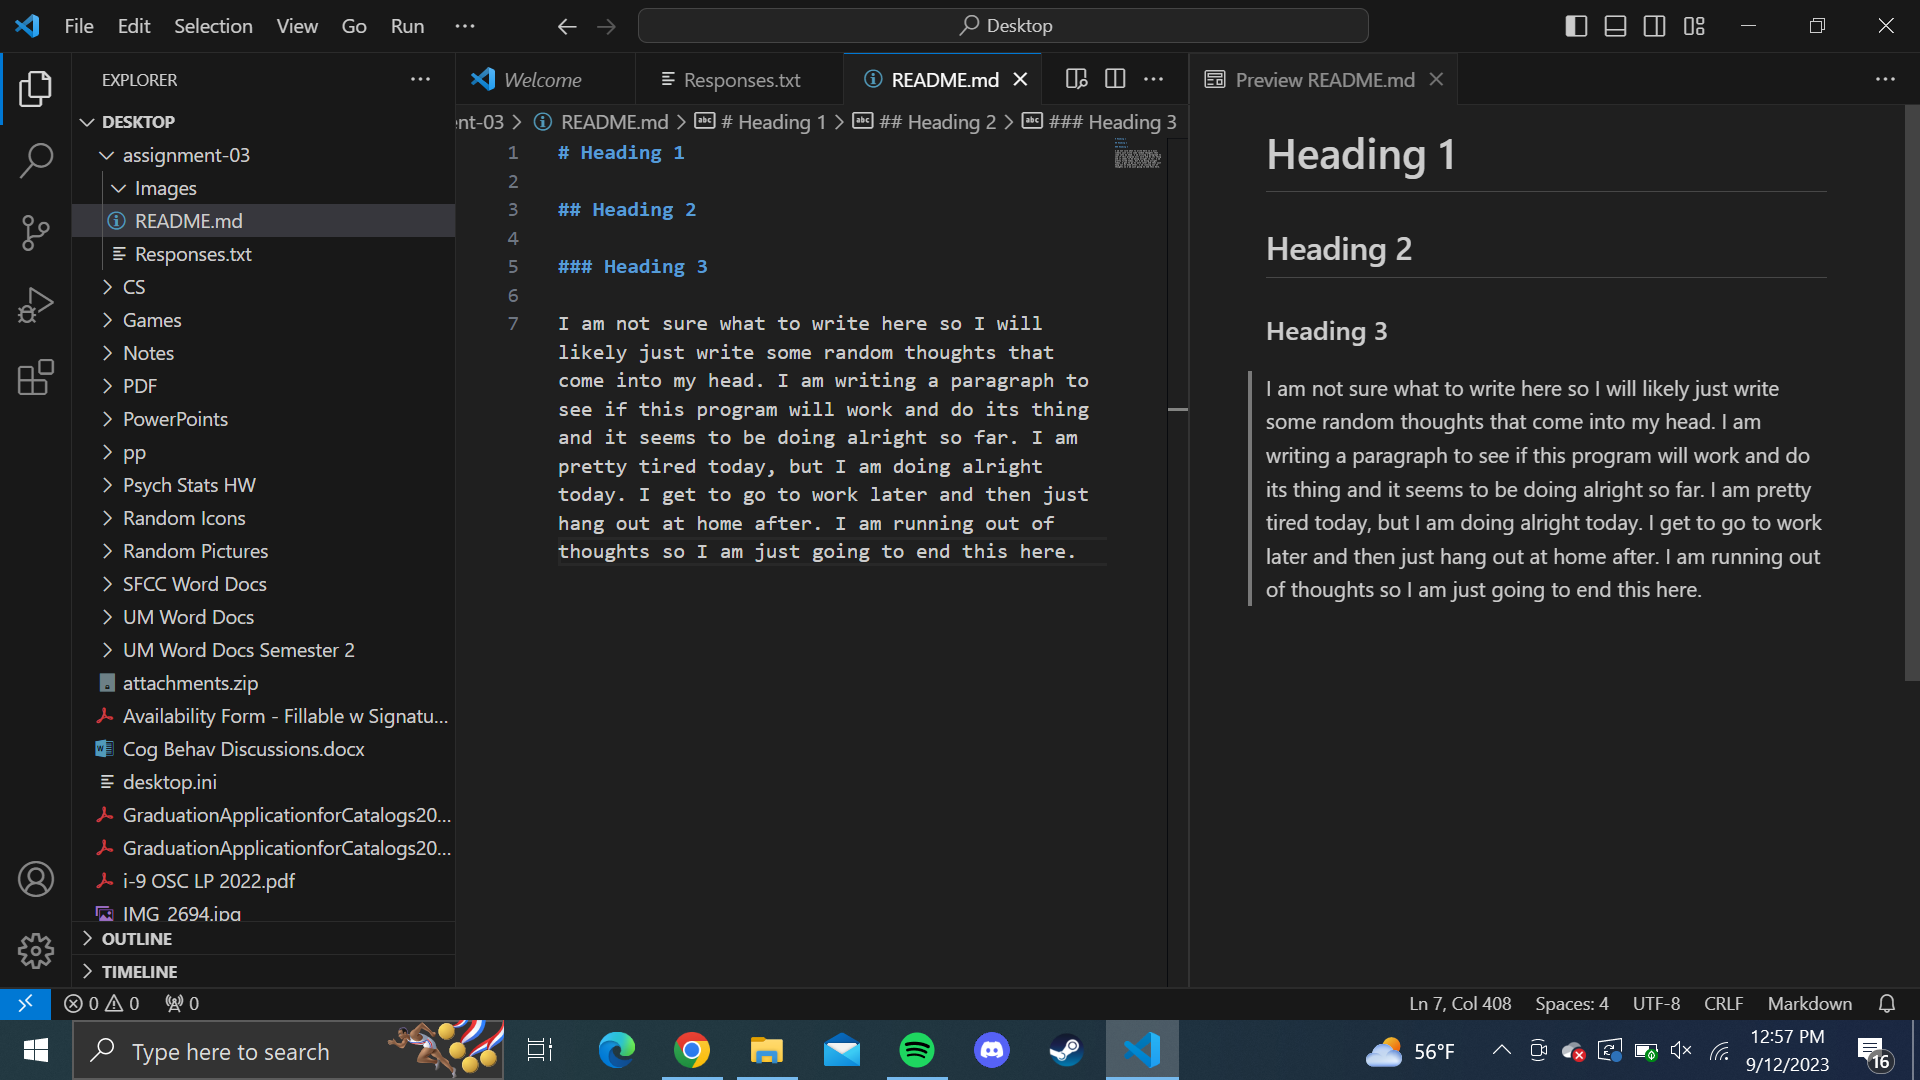 File Edit Selection View Go Run
Desktop
EXPLORER
Welcome
Responses.txt
README.md
Preview README.md
DESKTOP
assignment-03
Images
README.md
Responses.txt
CS
Games
Notes
PDF
PowerPoints
pp
Psych Stats HW
Random Icons
Random Pictures
SFCC Word Docs
UM Word Docs
UM Word Docs Semester 2
attachments.zip
Availability Form - Fillable w Signatu...
Cog Behav Discussions.docx
desktop.ini
GraduationApplicationforCatalogs20...
GraduationApplicationforCatalogs20...
i-9 OSC LP 2022.pdf
IMG_2694.jpg
OUTLINE
TIMELINE
ent-03 > README.md > # Heading 1 > ## Heading 2 > ### Heading 3
1 # Heading 1
2
3 ## Heading 2
4
5 ### Heading 3
6
7 I am not sure what to write here so I will
likely just write some random thoughts that
come into my head. I am writing a paragraph to
see if this program will work and do its thing
and it seems to be doing alright so far. I am
pretty tired today, but I am doing alright
today. I get to go to work later and then just
hang out at home after. I am running out of
thoughts so I am just going to end this here.
Heading 1
Heading 2
Heading 3
I am not sure what to write here so I will likely just write
some random thoughts that come into my head. I am
writing a paragraph to see if this program will work and do
its thing and it seems to be doing alright so far. I am pretty
tired today, but I am doing alright today. I get to go to work
later and then just hang out at home after. I am running out
of thoughts so I am just going to end this here.
0 0 0
Ln 7, Col 408 Spaces: 4 UTF-8 CRLF Markdown
Type here to search
56°F
12:57 PM
9/12/2023
16